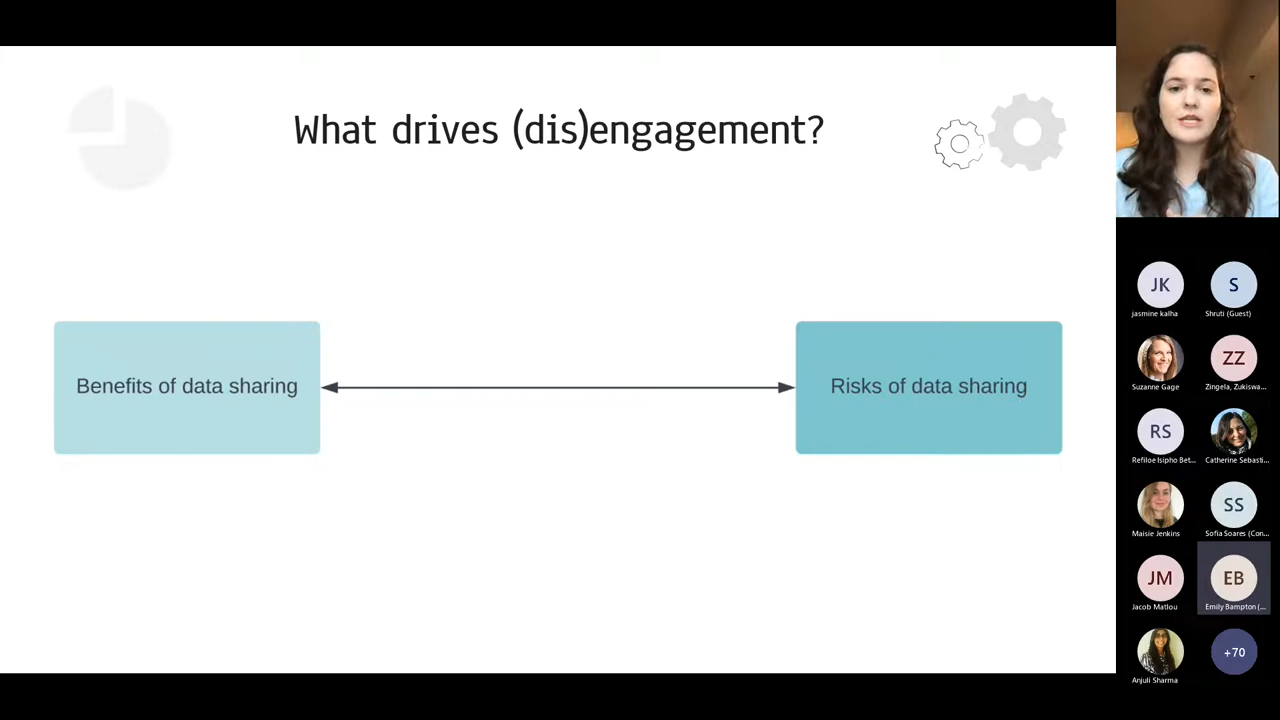 What drives (dis)engagement?
Benefits of data sharing
Risks of data sharing
JK
S
jasmine kalha
Shruti (Guest)
ZZ
Suzanne Gage
Zingela, Zukiswa...
RS
Refiloe Isipho Bet...
Catherine Sebasti...
SS
Maisie Jenkins
Sofia Soares (Con...
JM
EB
Jacob Matlou
Emily Bampton (...
+70
Anjuli Sharma